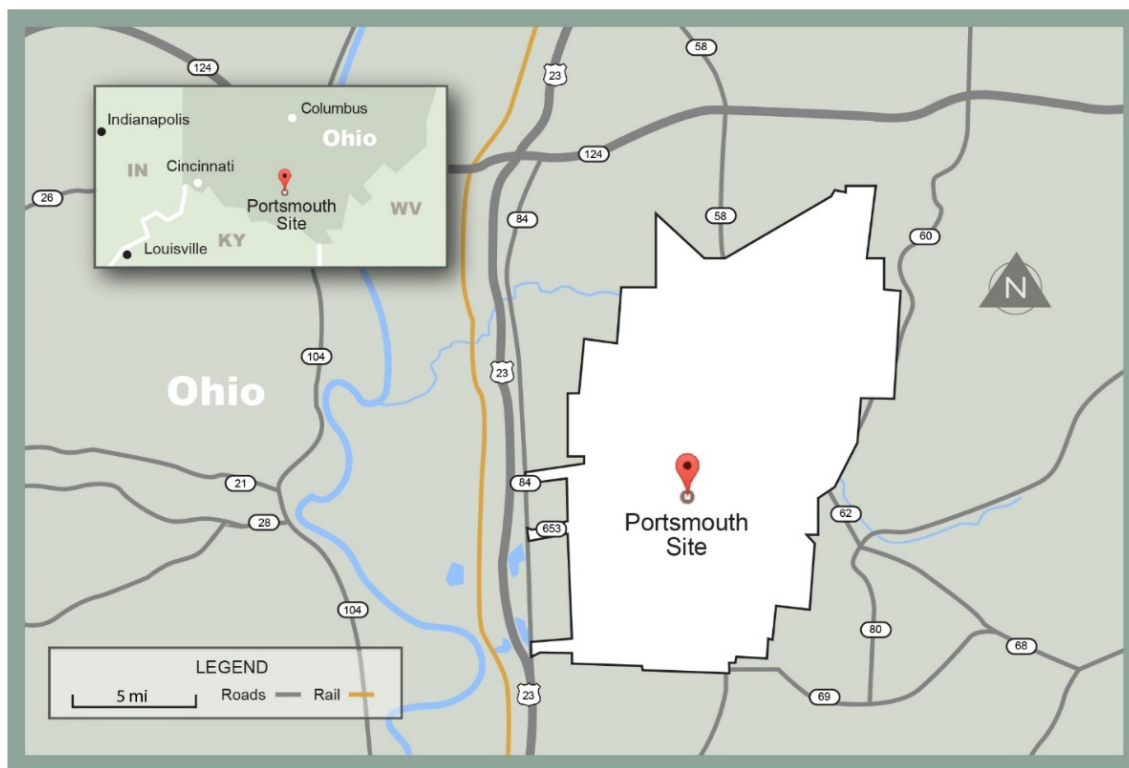 58
23
124
Columbus
Indianapolis
Ohio
124
IN
Cincinnati
26
Portsmouth
Site
WV
84
58
KY
60
Louisville
N
104
23
Ohio
21
84
28
653
Portsmouth
Site
62
104
80
68
LEGEND
5 mi
Roads
Rail
23
69